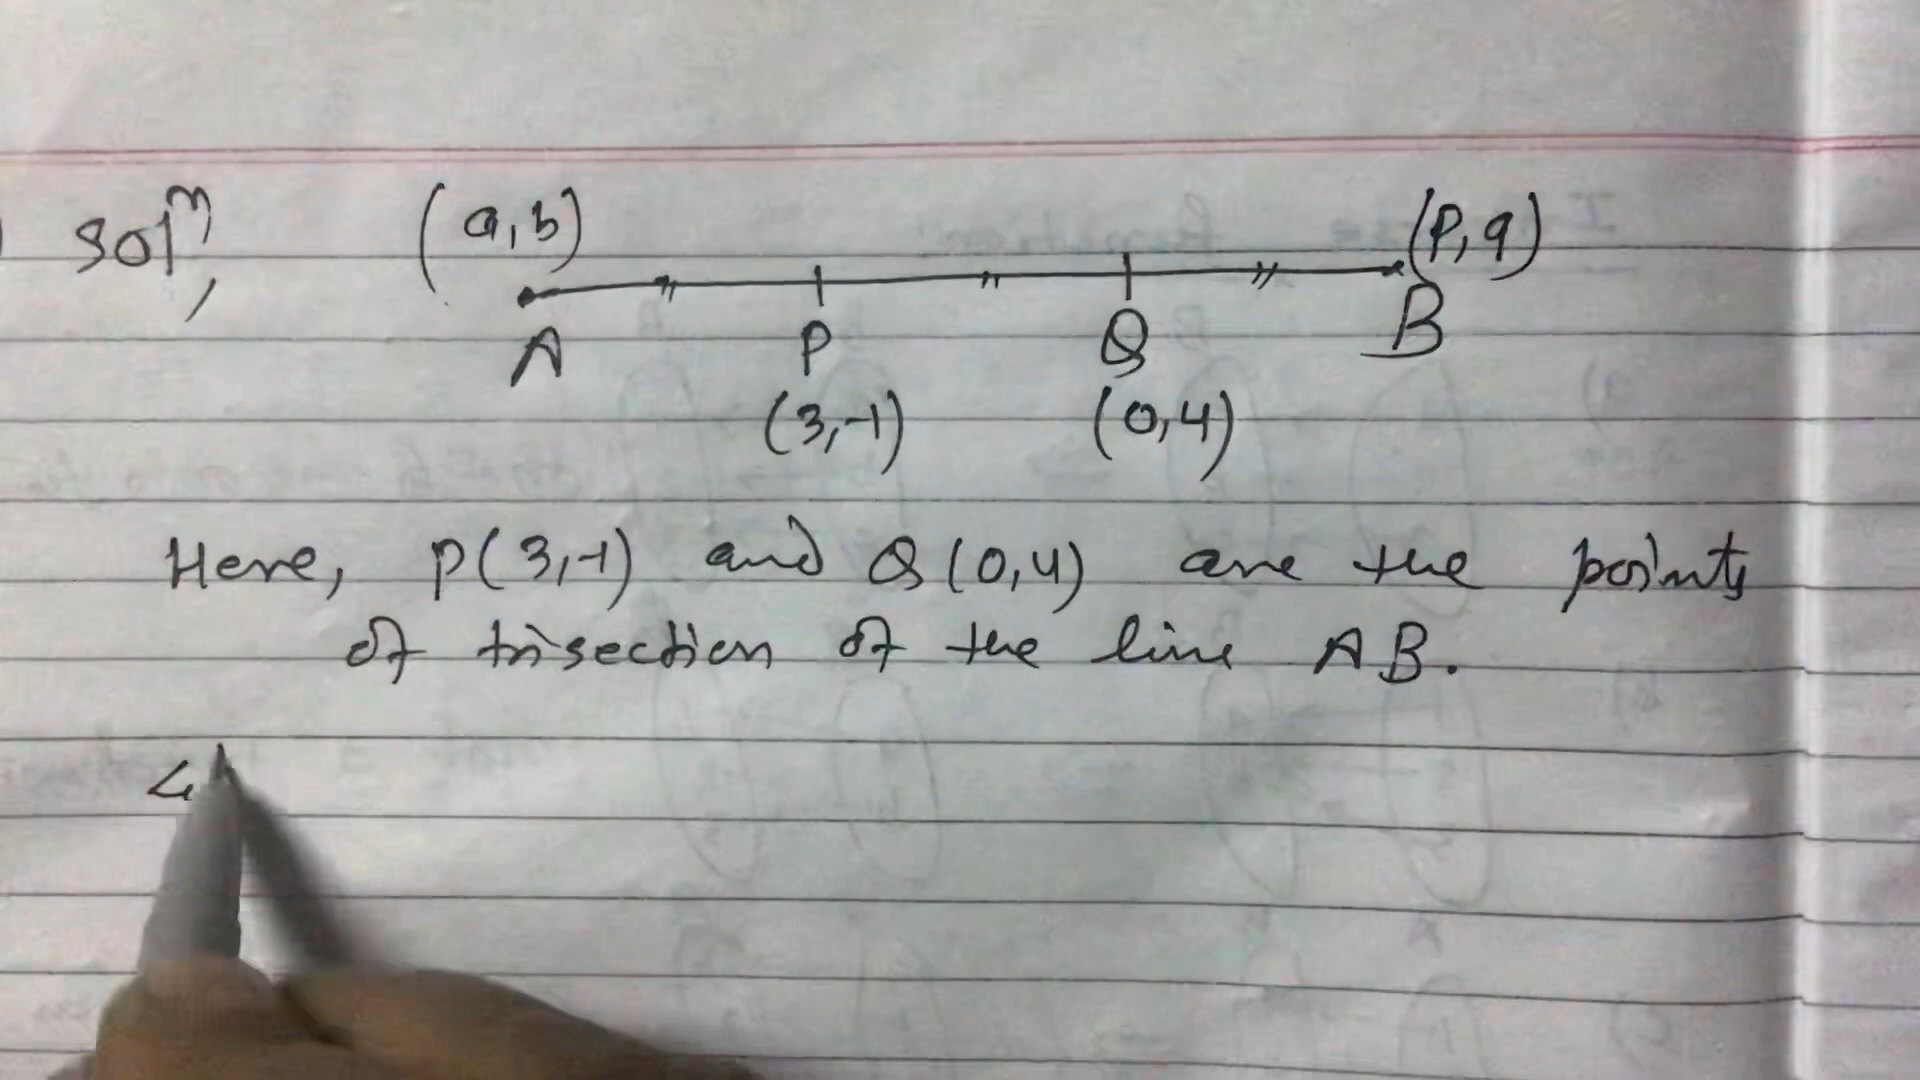 Solⁿ, (a,b) (P,q)
A P Q B
(3,-1) (0,4)
Here, P(3,-1) and Q(0,4) are the points
of trisection of the line AB.